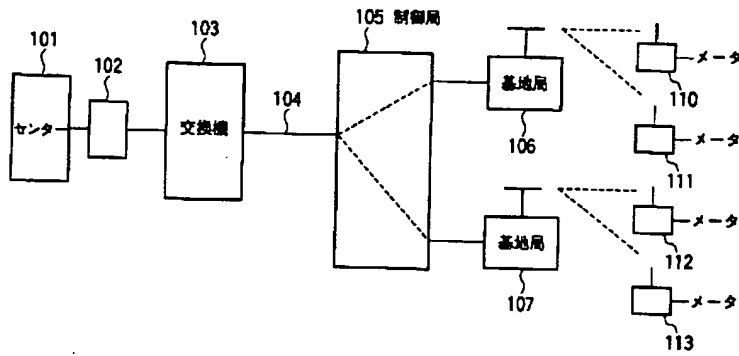 101
センタ
102
103
交換機
104
105 制御局
基地局
106
110
メータ
111
メータ
基地局
107
112
メータ
113
メータ